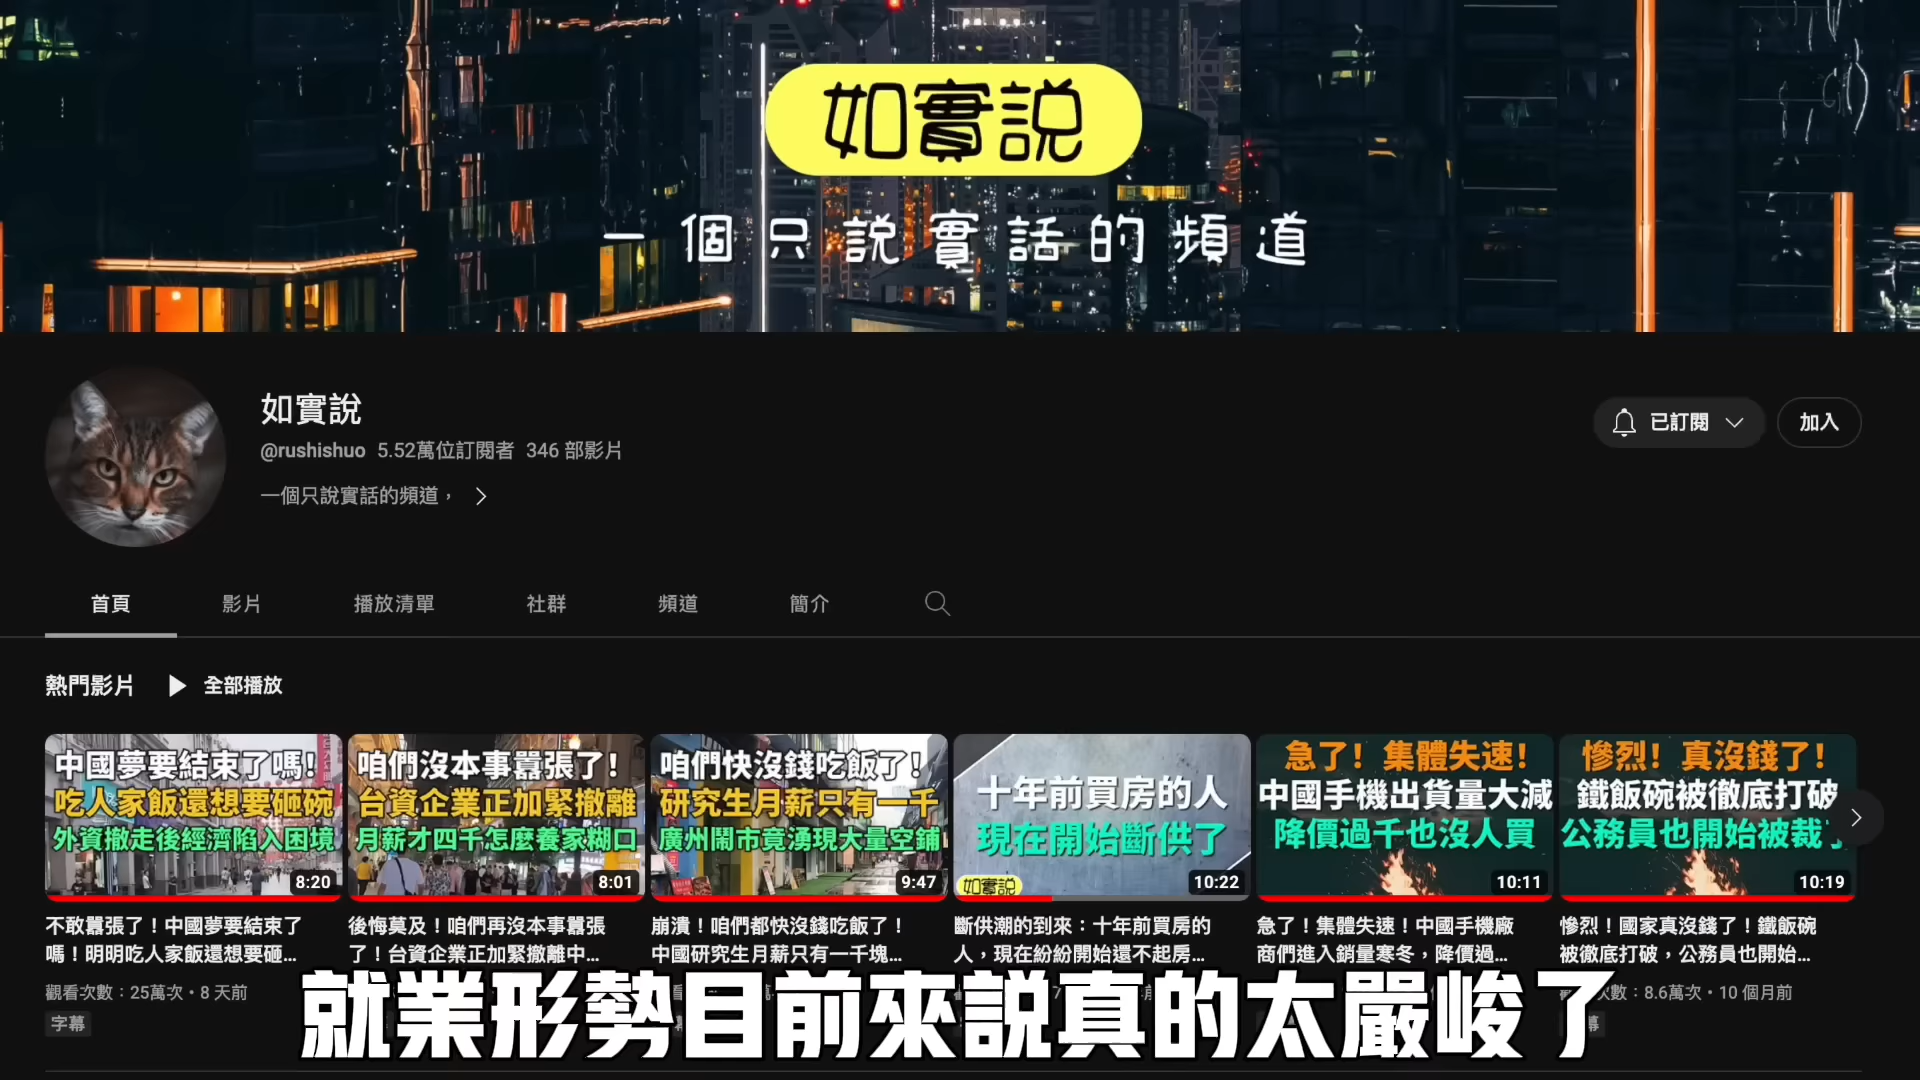 如實説
一個只説實話的頻道
如實說
@rushishuo 5.52萬位訂閱者 346 部影片
一個只說實話的頻道，
已訂閱
加入
首頁 影片 播放清單 社群 頻道 簡介
熱門影片 全部播放
中國夢要結束了嗎！
吃人家飯還想要砸碗
外資撤走後經濟陷入困境
8:20
咱們沒本事囂張了！
台資企業正加緊撤離
月薪才四千怎麼養家糊口
8:01
咱們快沒錢吃飯了！
研究生月薪只有一千
廣州鬧市竟湧現大量空鋪
9:47
十年前買房的人
現在開始斷供了
如實説
10:22
急了！集體失速！
中國手機出貨量大減
降價過千也沒人買
10:11
慘烈！真沒錢了！
鐵飯碗被徹底打破
公務員也開始被裁
10:19
不敢囂張了！中國夢要結束了
嗎！明明吃人家飯還想要砸...
觀看次數：25萬次・8 天前
字幕
後悔莫及！咱們再沒本事囂張
了！台資企業正加緊撤離中...
崩潰！咱們都快沒錢吃飯了！
中國研究生月薪只有一千塊...
斷供潮的到來：十年前買房的
人，現在紛紛開始還不起房...
急了！集體失速！中國手機廠
商們進入銷量寒冬，降價過...
慘烈！國家真沒錢了！鐵飯碗
被徹底打破，公務員也開始...
次數：8.6萬次・10 個月前
就業形勢目前來説真的太嚴峻了